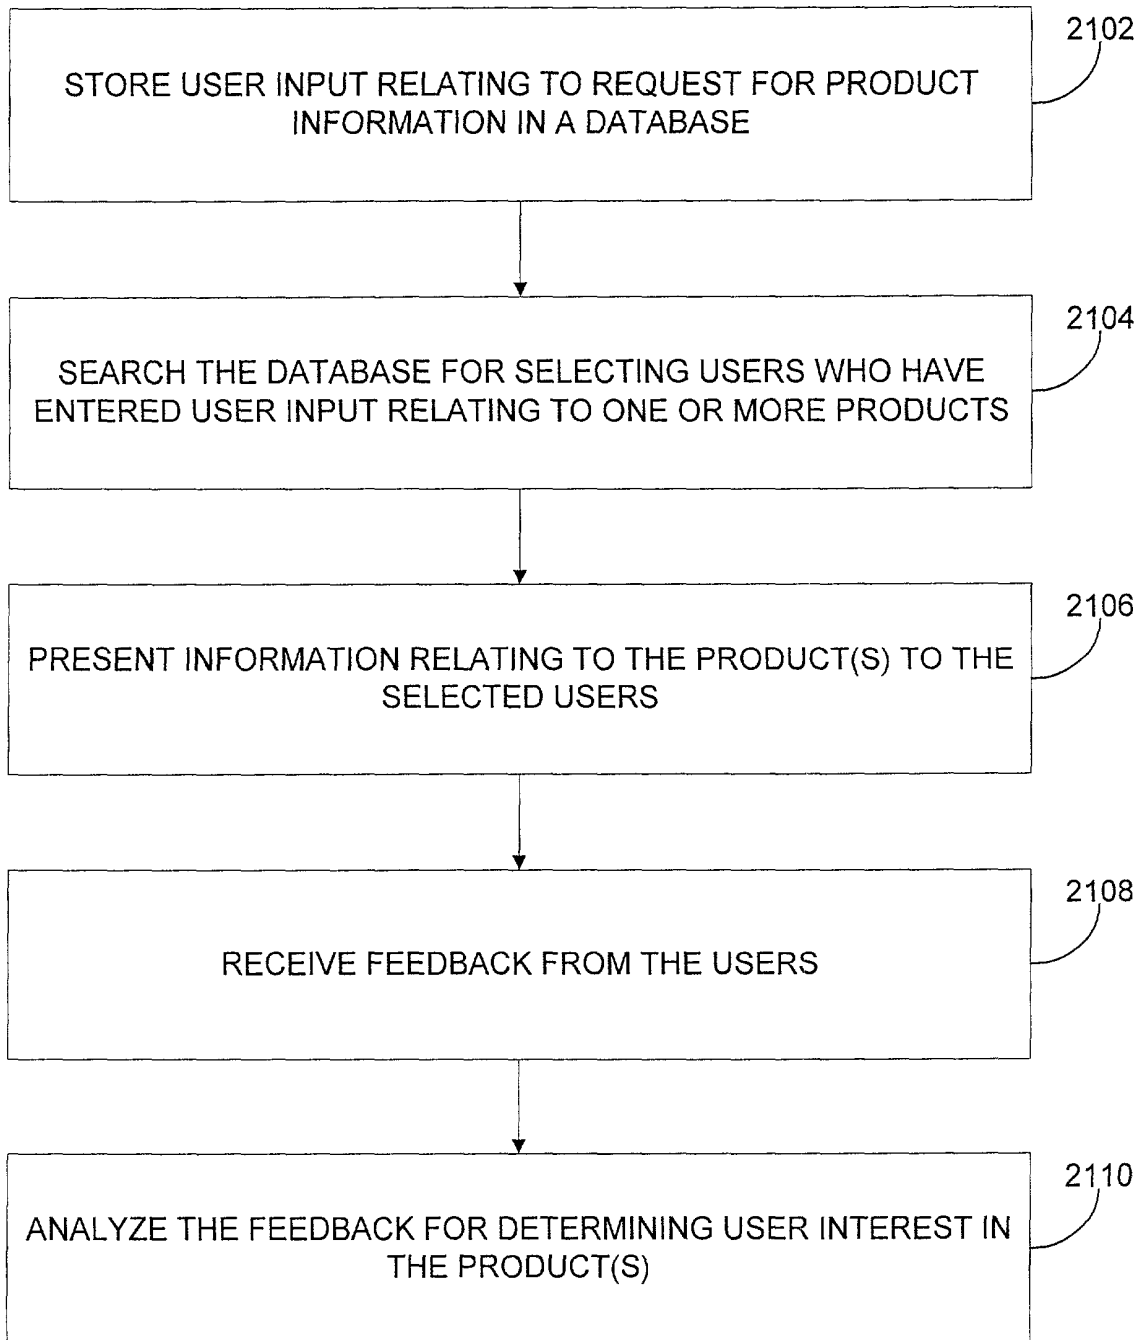 2102
STORE USER INPUT RELATING TO REQUEST FOR PRODUCT
INFORMATION IN A DATABASE
2104
SEARCH THE DATABASE FOR SELECTING USERS WHO HAVE
ENTERED USER INPUT RELATING TO ONE OR MORE PRODUCTS
2106
PRESENT INFORMATION RELATING TO THE PRODUCT(S) TO THE
SELECTED USERS
2108
RECEIVE FEEDBACK FROM THE USERS
2110
ANALYZE THE FEEDBACK FOR DETERMINING USER INTEREST IN
THE PRODUCT(S)